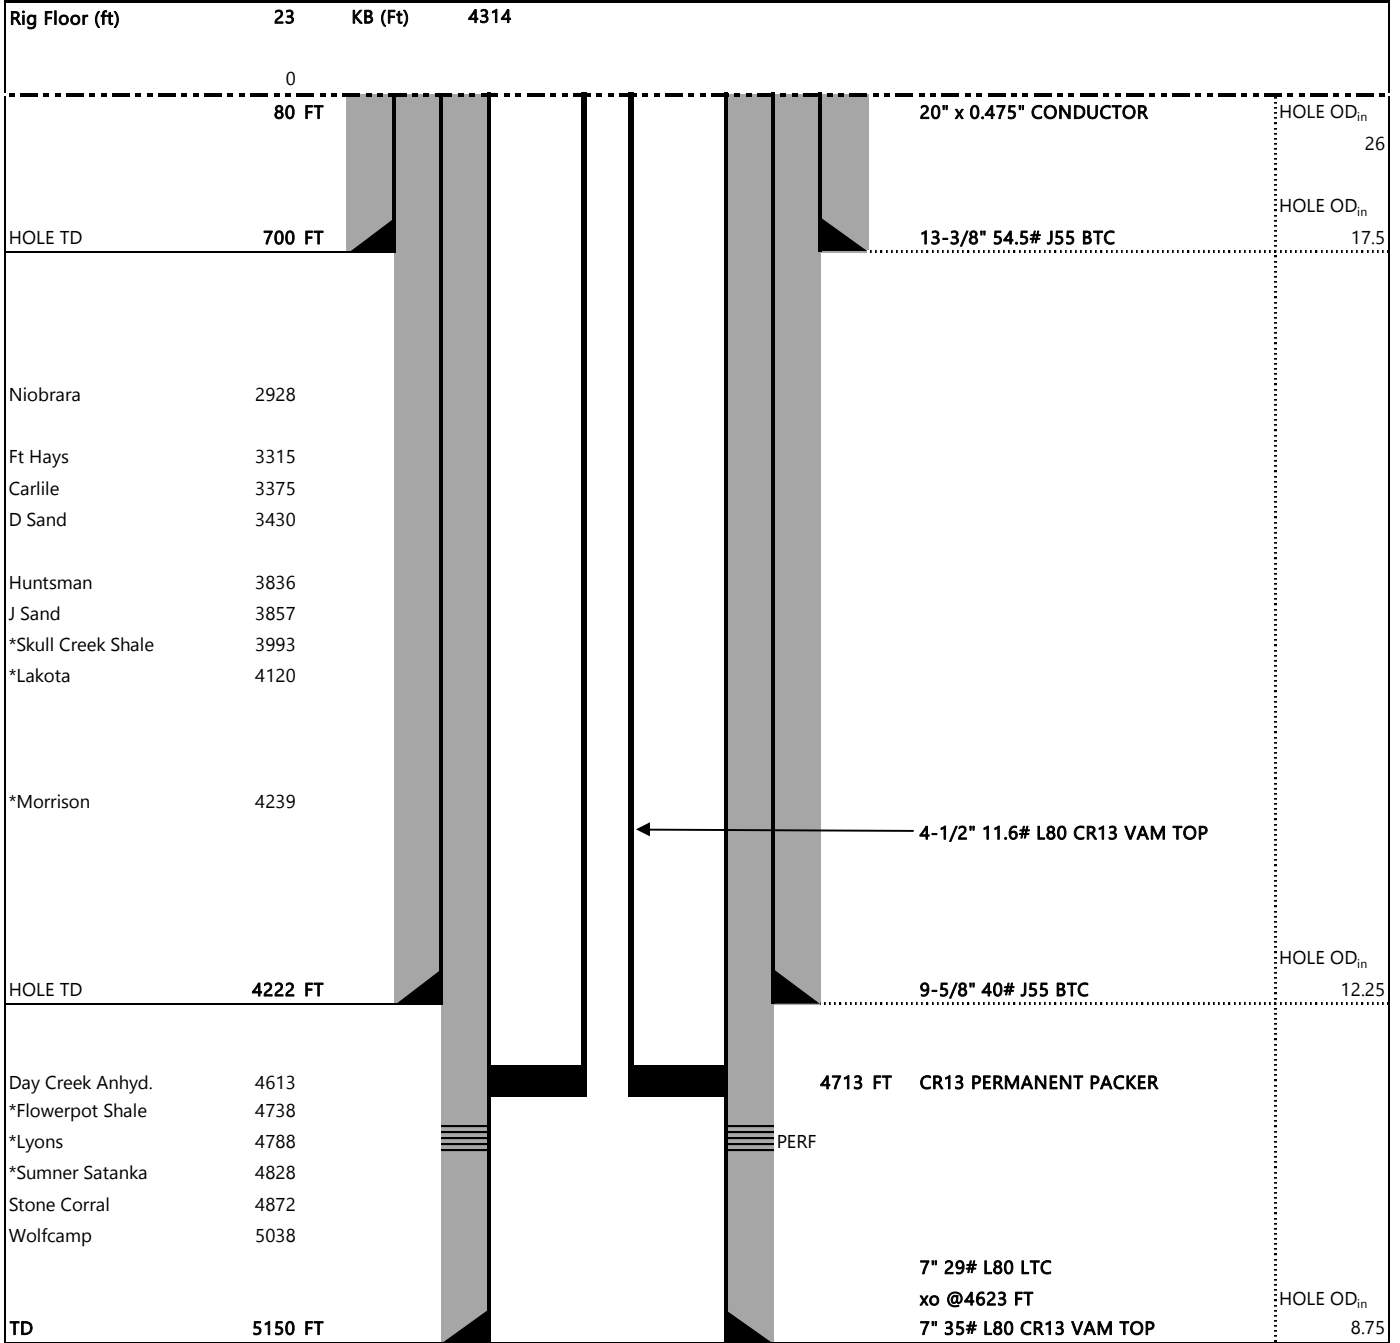 Rig Floor (ft) 23 KB (Ft) 4314
0
80 FT 20" x 0.475" CONDUCTOR HOLE ODin
26
HOLE ODin
HOLE TD 700 FT 13-3/8" 54.5# J55 BTC 17.5
Niobrara 2928
Ft Hays 3315
Carlile 3375
D Sand 3430
Huntsman 3836
J Sand 3857
*Skull Creek Shale 3993
*Lakota 4120
*Morrison 4239
4-1/2" 11.6# L80 CR13 VAM TOP
HOLE ODin
HOLE TD 4222 FT 9-5/8" 40# J55 BTC 12.25
Day Creek Anhyd. 4613 4713 FT CR13 PERMANENT PACKER
*Flowerpot Shale 4738
*Lyons 4788 PERF
*Sumner Satanka 4828
Stone Corral 4872
Wolfcamp 5038
7" 29# L80 LTC
xo @4623 FT HOLE ODin
TD 5150 FT 7" 35# L80 CR13 VAM TOP 8.75